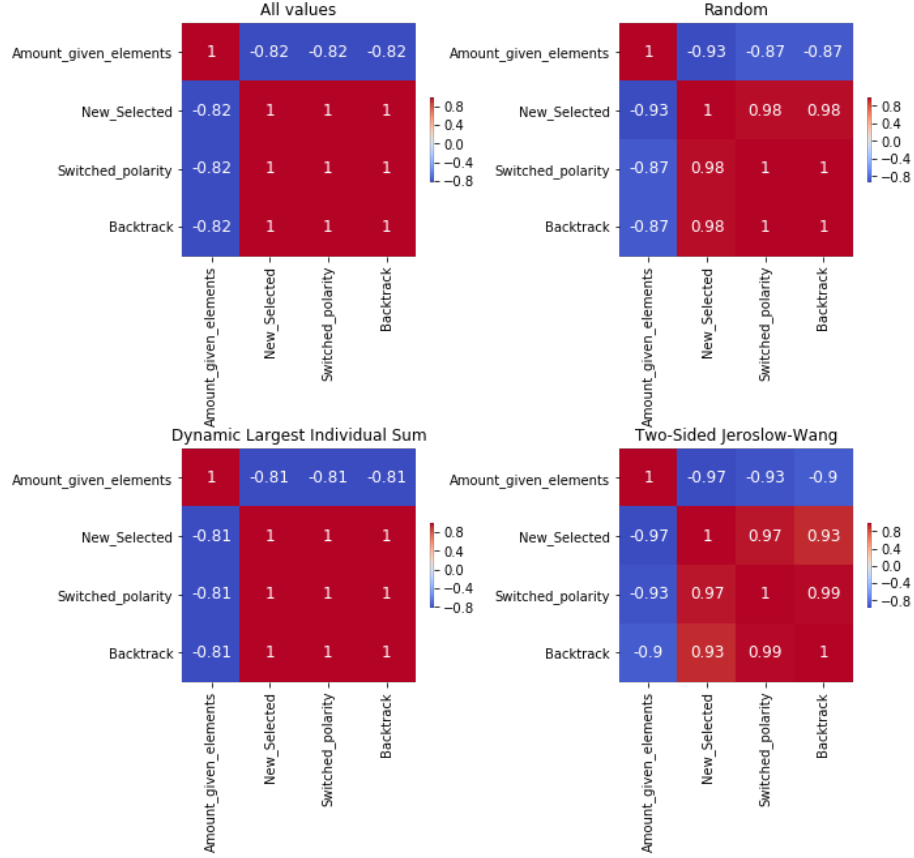 All values
Amount_given_elements 1 -0.82 -0.82 -0.82
New_Selected -0.82 1 1 1
Switched_polarity -0.82 1 1 1
Backtrack -0.82 1 1 1
0.8
0.4
0.0
-0.4
-0.8
Amount_given_elements
New_Selected
Switched_polarity
Backtrack
Random
Amount_given_elements 1 -0.93 -0.87 -0.87
New_Selected -0.93 1 0.98 0.98
Switched_polarity -0.87 0.98 1 1
Backtrack -0.87 0.98 1 1
0.8
0.4
0.0
-0.4
-0.8
Amount_given_elements
New_Selected
Switched_polarity
Backtrack
Dynamic Largest Individual Sum
Amount_given_elements 1 -0.81 -0.81 -0.81
New_Selected -0.81 1 1 1
Switched_polarity -0.81 1 1 1
Backtrack -0.81 1 1 1
0.8
0.4
0.0
-0.4
-0.8
Amount_given_elements
New_Selected
Switched_polarity
Backtrack
Two-Sided Jeroslow-Wang
Amount_given_elements 1 -0.97 -0.93 -0.9
New_Selected -0.97 1 0.97 0.93
Switched_polarity -0.93 0.97 1 0.99
Backtrack -0.9 0.93 0.99 1
0.8
0.4
0.0
-0.4
-0.8
Amount_given_elements
New_Selected
Switched_polarity
Backtrack